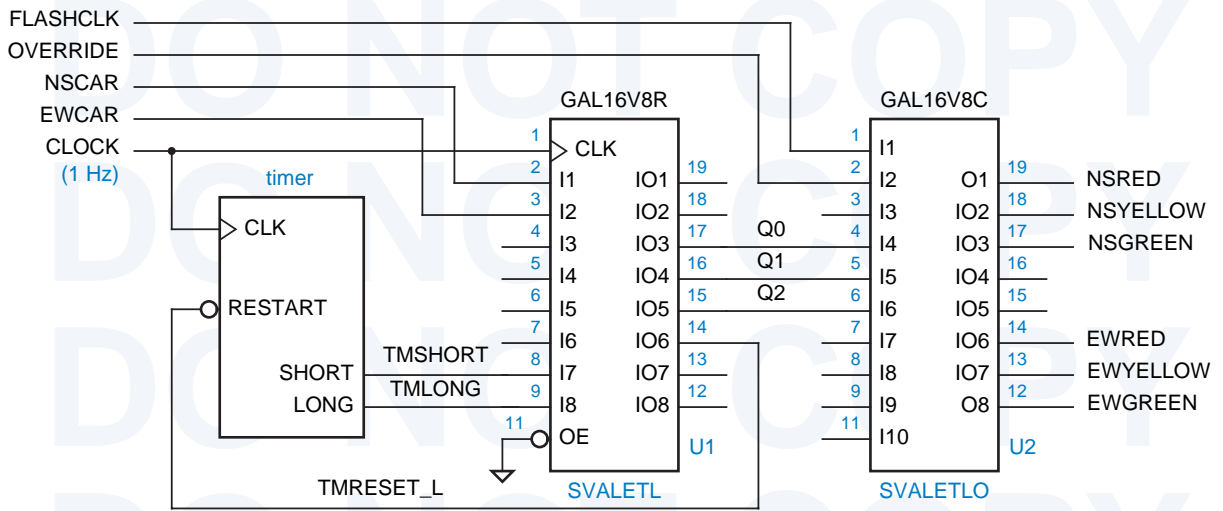 DO NOT COPY
FLASHCLK
OVERRIDE
NSCAR
EWCAR
CLOCK
(1 Hz)
timer
CLK
RESTART
SHORT
LONG
TMSHORT
TMLONG
TMRESET_L
GAL16V8R
1 CLK
2 I1 IO1 19
3 I2 IO2 18
4 I3 IO3 17 Q0
5 I4 IO4 16 Q1
6 I5 IO5 15 Q2
7 I6 IO6 14
8 I7 IO7 13
9 I8 IO8 12
11 OE
U1
SVALETL
GAL16V8C
1 I1
2 I2 O1 19 NSRED
3 I3 IO2 18 NSYELLOW
4 I4 IO3 17 NSGREEN
5 I5 IO4 16
6 I6 IO5 15
7 I7 IO6 14 EWRED
8 I8 IO7 13 EWYELLOW
9 I9 O8 12 EWGREEN
11 I10
U2
SVALETLO
DO NOT COPY
DO NOT COPY
DO NOT COPY